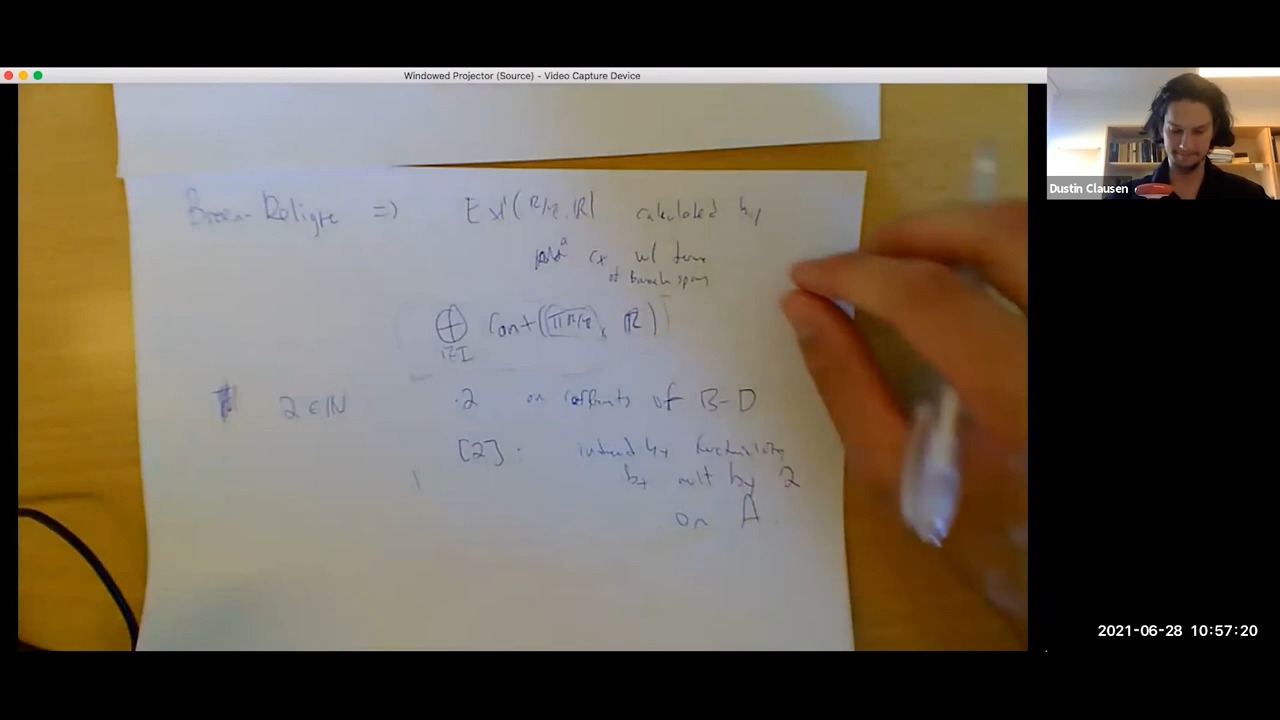 Windowed Projector (Source) - Video Capture Device
Dustin Clausen
Breen-Deligne => Ext^i(R/Z, R) calculated by
cx w/ terms
of Banach spaces
⊕ Cont(ΠR/Z, R)
2 ∈ N
·2 on coefficients of B-D
[2]: induced by functoriality
by mult by 2
on A.
2021-06-28 10:57:20